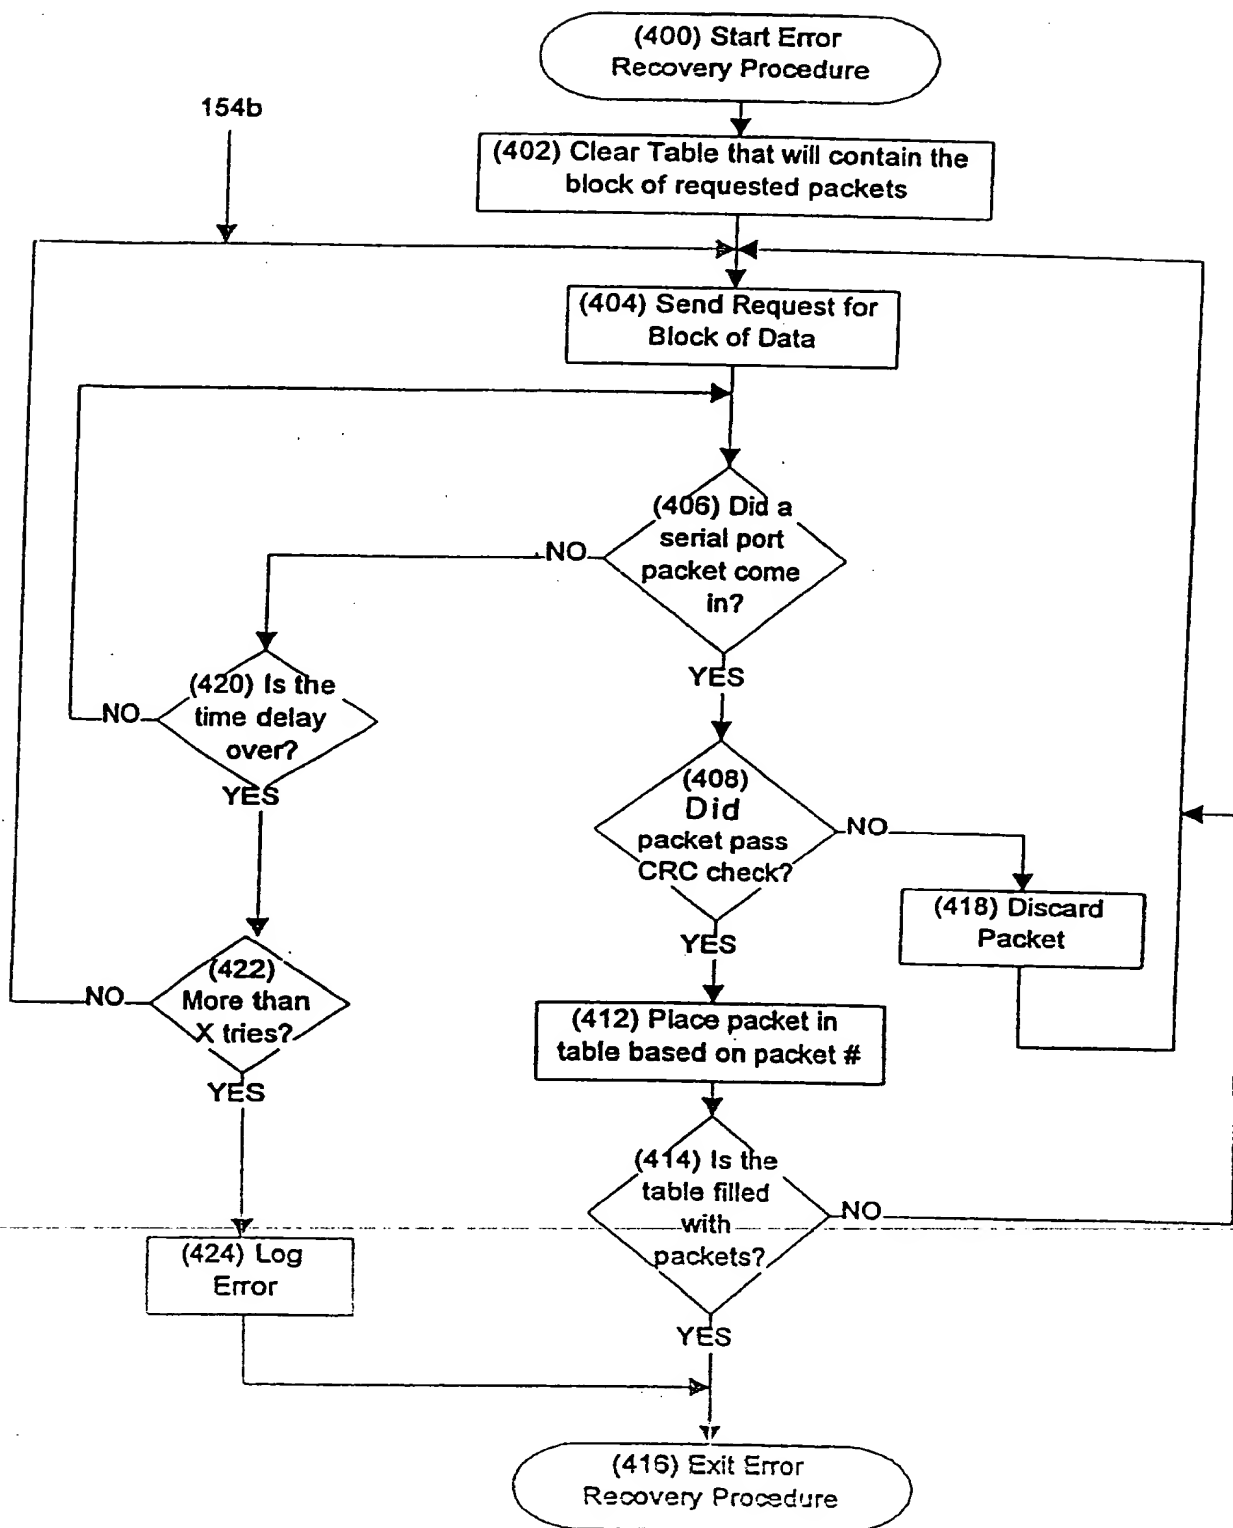 (400) Start Error
Recovery Procedure
154b
(402) Clear Table that will contain the
block of requested packets
(404) Send Request for
Block of Data
(406) Did a
serial port
packet come
in?
NO
YES
(420) Is the
time delay
over?
NO
YES
(408)
Did
packet pass
CRC check?
NO
YES
(418) Discard
Packet
(422)
More than
X tries?
NO
YES
(412) Place packet in
table based on packet #
(414) Is the
table filled
with
packets?
NO
YES
(424) Log
Error
(416) Exit Error
Recovery Procedure